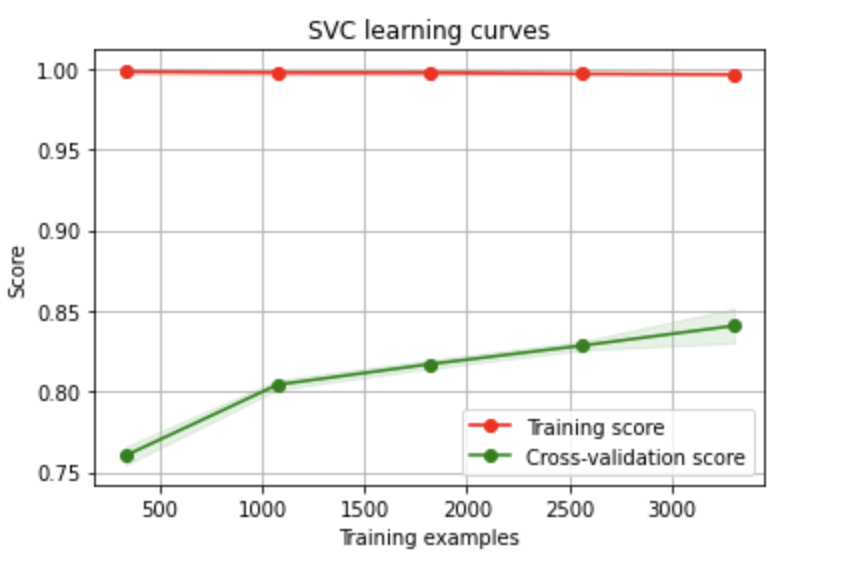 SVC learning curves
1.00
0.95
0.90
0.85
0.80
0.75
Score
Training score
Cross-validation score
500 1000 1500 2000 2500 3000
Training examples